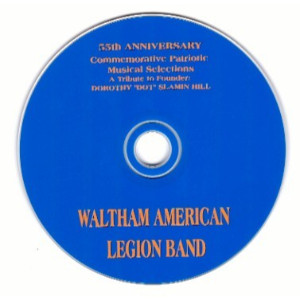 55th ANNIVERSARY
Commemorative Patriotic
Musical Selections
A Tribute to Founder:
DOROTHY "DOT" SLAMIN HILL
WALTHAM AMERICAN
LEGION BAND